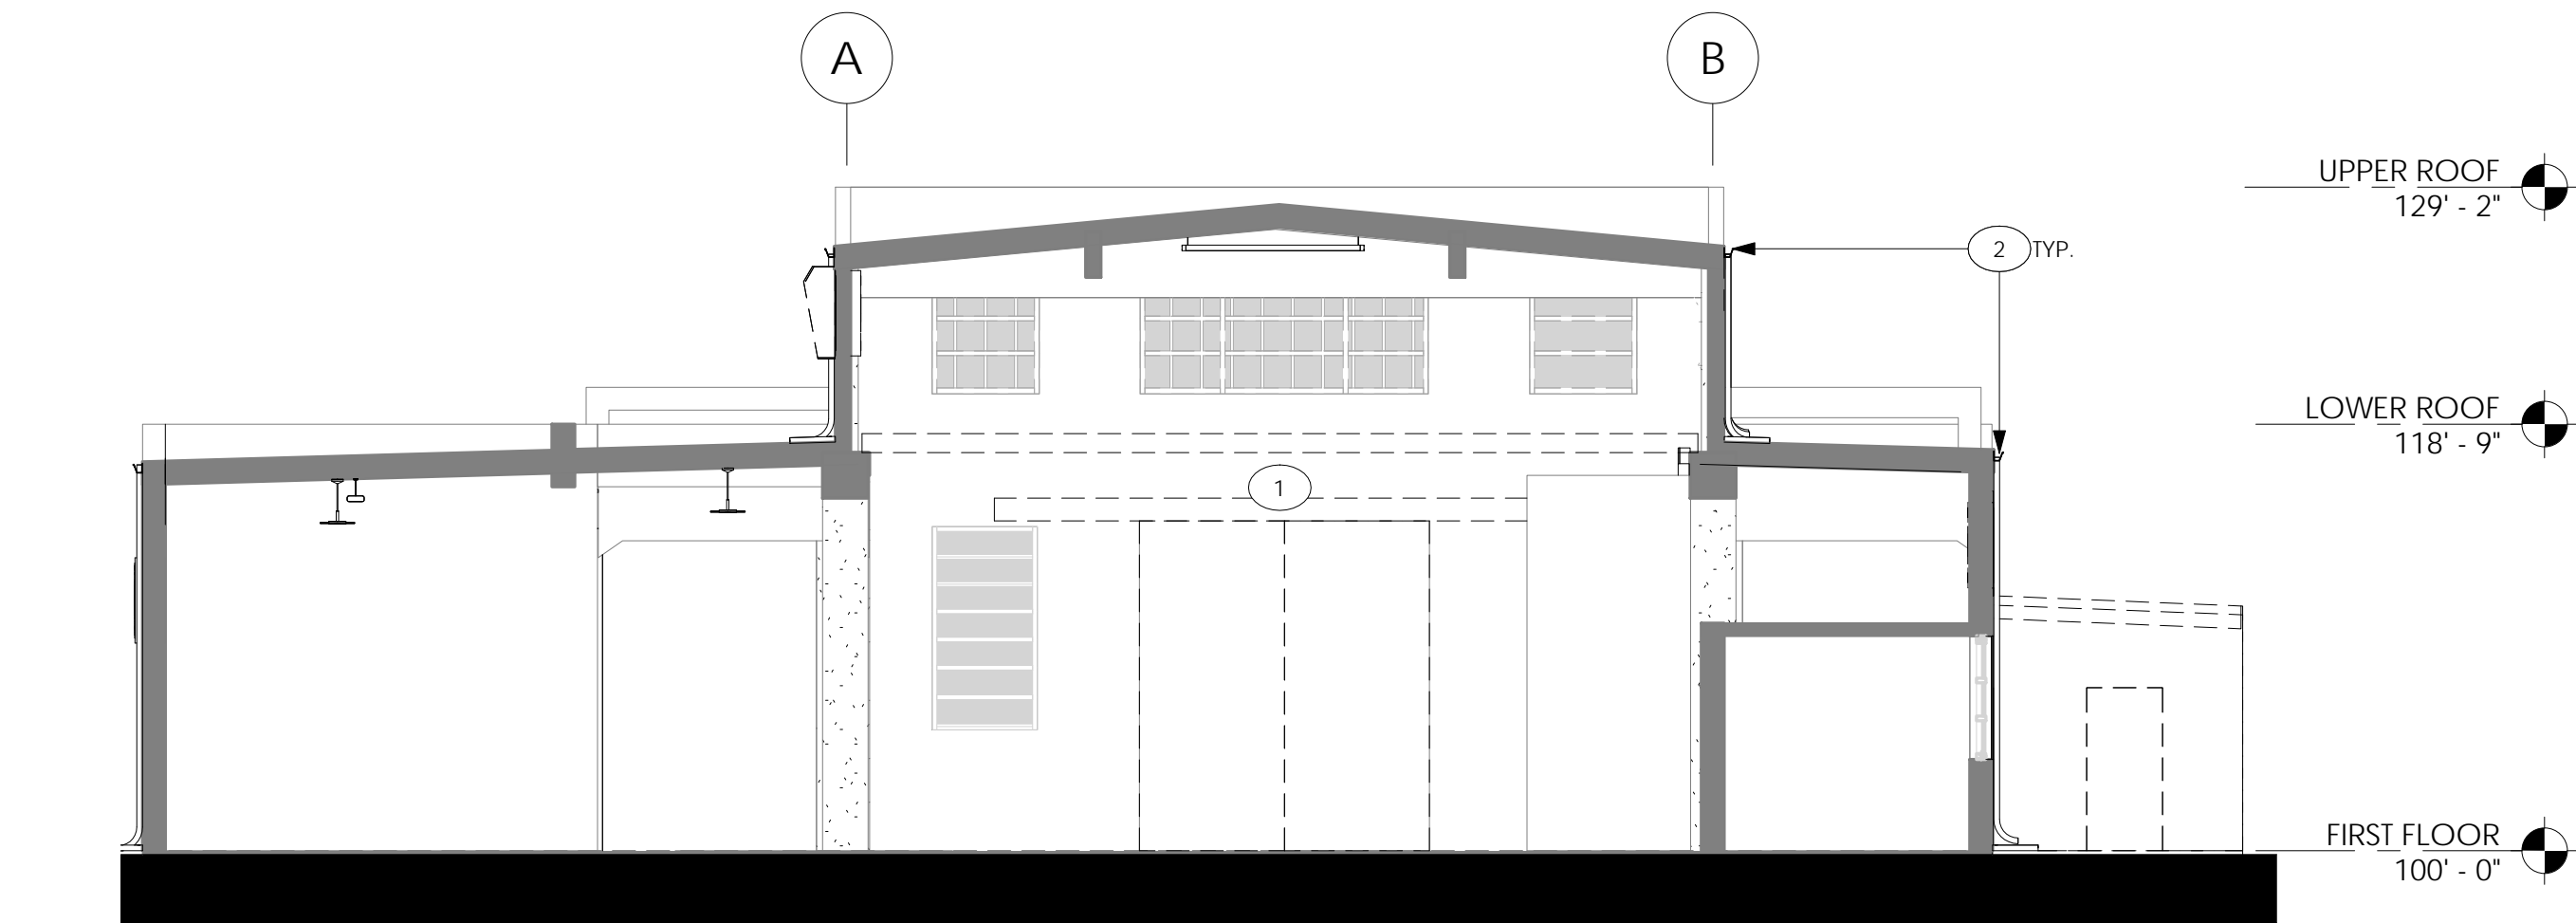 A
B
UPPER ROOF
129' - 2"
2 TYP.
LOWER ROOF
118' - 9"
1
FIRST FLOOR
100' - 0"